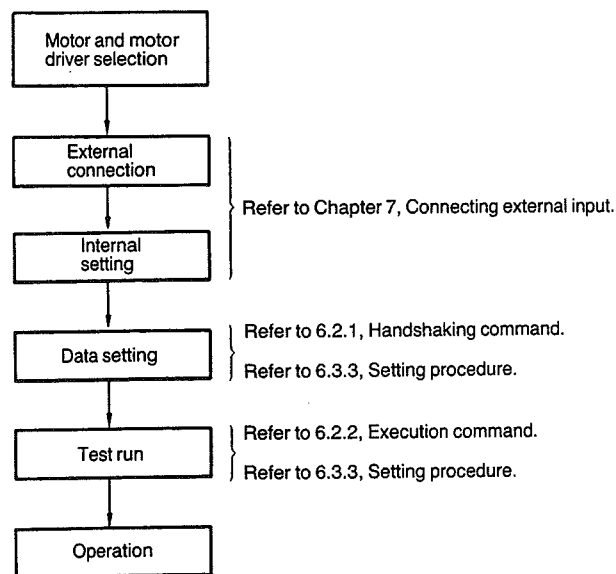 Motor and motor
driver selection
External
connection
Refer to Chapter 7, Connecting external input.
Internal
setting
Refer to 6.2.1, Handshaking command.
Data setting
Refer to 6.3.3, Setting procedure.
Refer to 6.2.2, Execution command.
Test run
Refer to 6.3.3, Setting procedure.
Operation